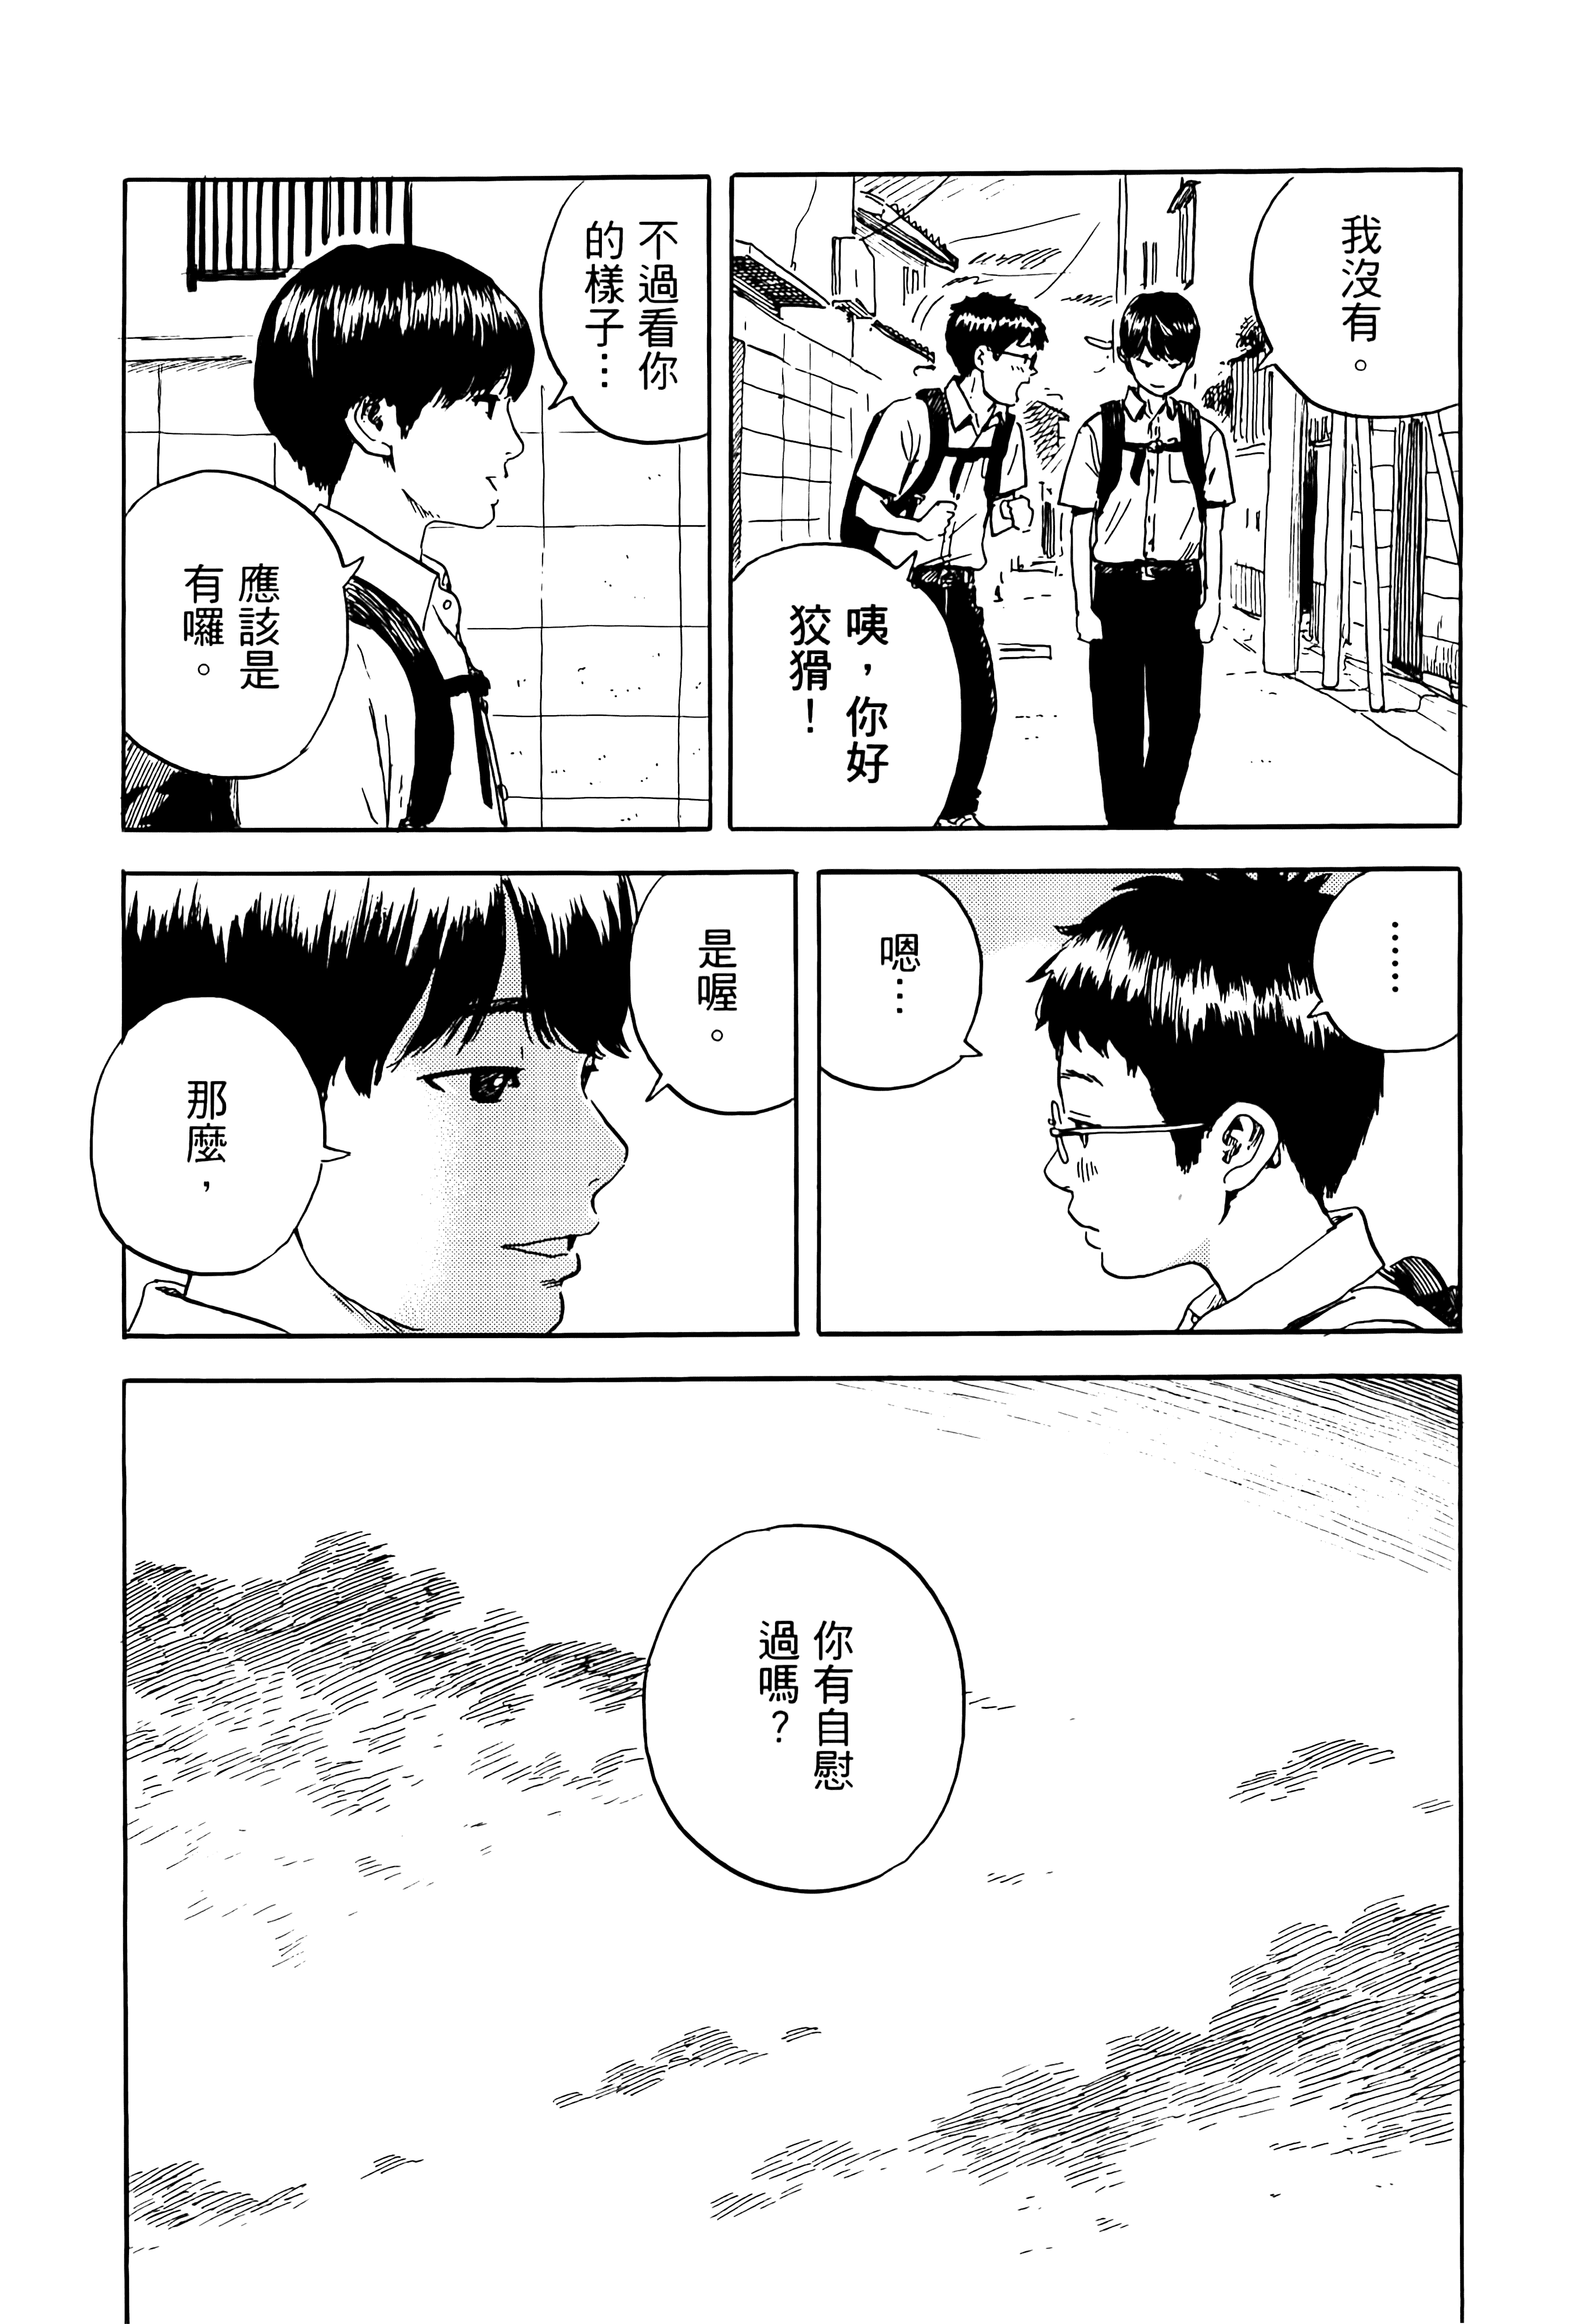 我沒有。
咦，你好
狡猾！
不過看你
的樣子…
應該是
有囉。
……
嗯…
是喔。
那麼，
你有自慰
過嗎？